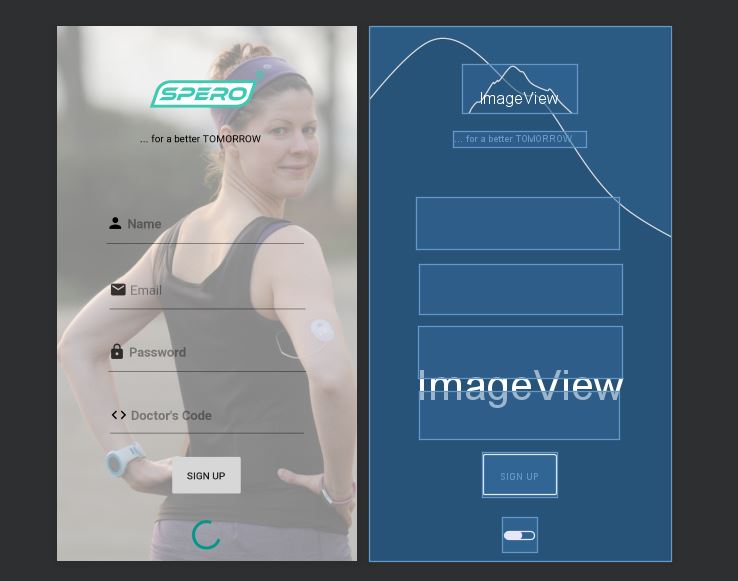 SPERO
... for a better TOMORROW
Name
Email
Password
Doctor's Code
SIGN UP
ImageView
... for a better TOMORROW
ImageView
SIGN UP